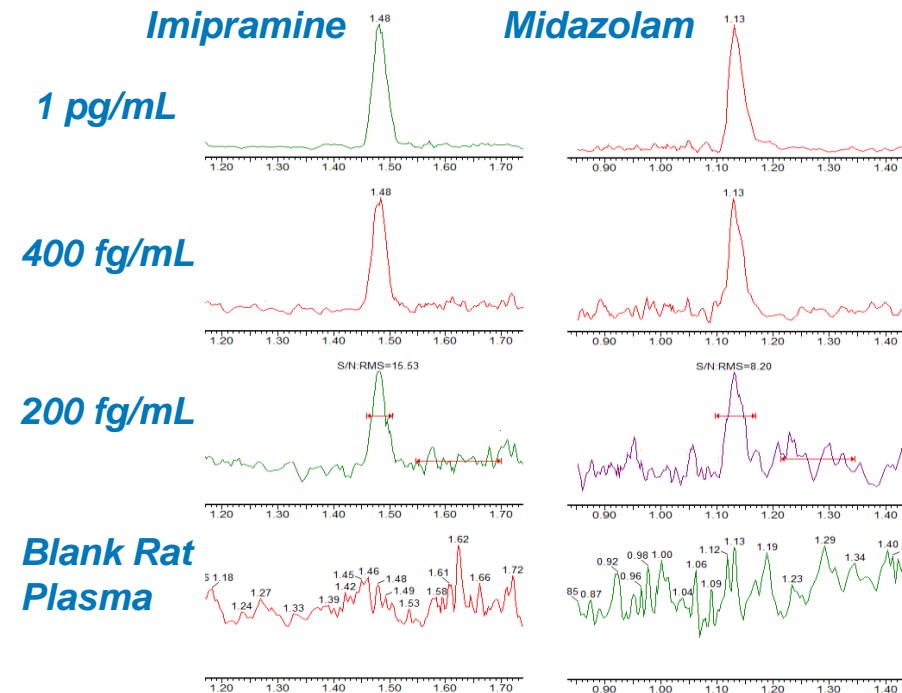 Imipramine Midazolam
1.48 1.13
1 pg/mL
1.20 1.30 1.40 1.50 1.60 1.70 0.90 1.00 1.10 1.20 1.30 1.40
1.48 1.13
400 fg/mL
1.20 1.30 1.40 1.50 1.60 1.70 0.90 1.00 1.10 1.20 1.30 1.40
S/N:RMS=15.53 S/N:RMS=8.20
200 fg/mL
1.20 1.30 1.40 1.50 1.60 1.70 0.90 1.00 1.10 1.20 1.30 1.40
Blank Rat
Plasma
6 1.18 1.24 1.27 1.33 1.39 1.42 1.45 1.46 1.48 1.49 1.53 1.58 1.61 1.62 1.66 1.72
85 0.87 0.92 0.96 0.98 1.00 1.04 1.06 1.09 1.12 1.13 1.19 1.23 1.29 1.34 1.40
1.20 1.30 1.40 1.50 1.60 1.70 0.90 1.00 1.10 1.20 1.30 1.40